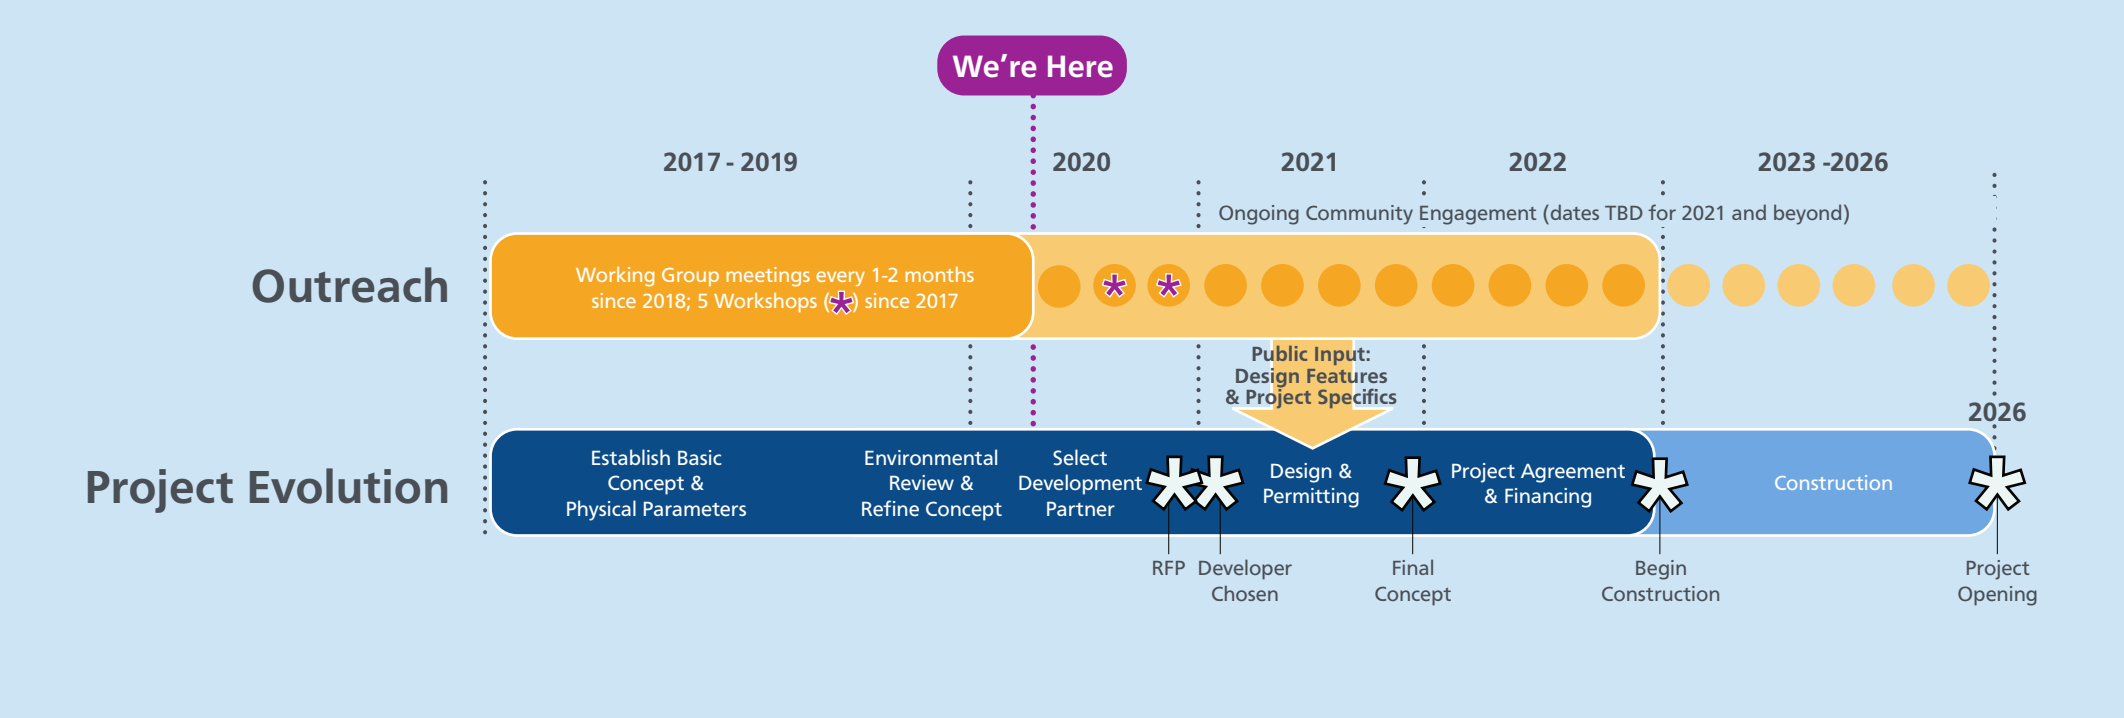 We’re Here
2017 - 2019
2020
2021
2022
2023 -2026
Ongoing Community Engagement (dates TBD for 2021 and beyond)
Outreach
Working Group meetings every 1-2 months
since 2018; 5 Workshops (*) since 2017
Public Input:
Design Features
& Project Specifics
2026
Project Evolution
Establish Basic
Concept &
Physical Parameters
Environmental
Review &
Refine Concept
Select
Development
Partner
Design &
Permitting
Project Agreement
& Financing
Construction
RFP
Developer
Chosen
Final
Concept
Begin
Construction
Project
Opening